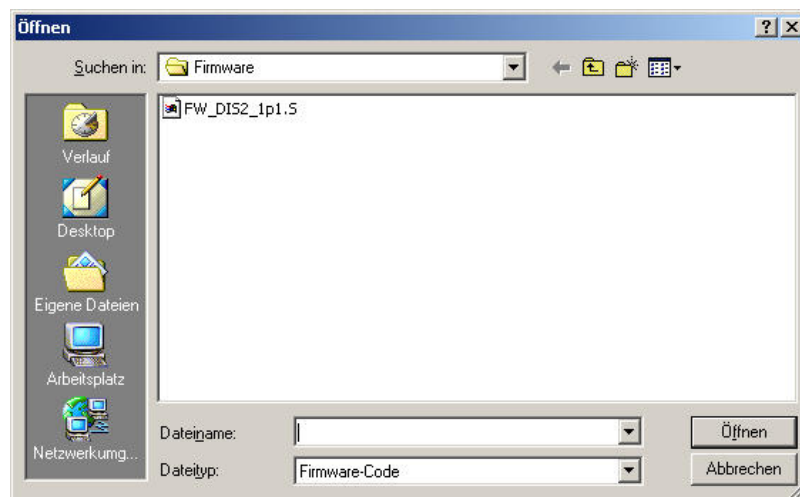 Öffnen
Suchen in: Firmware
FW_DIS2_1p1.S
Verlauf
Desktop
Eigene Dateien
Arbeitsplatz
Netzwerkumg...
Dateiname: Öffnen
Dateityp: Firmware-Code Abbrechen